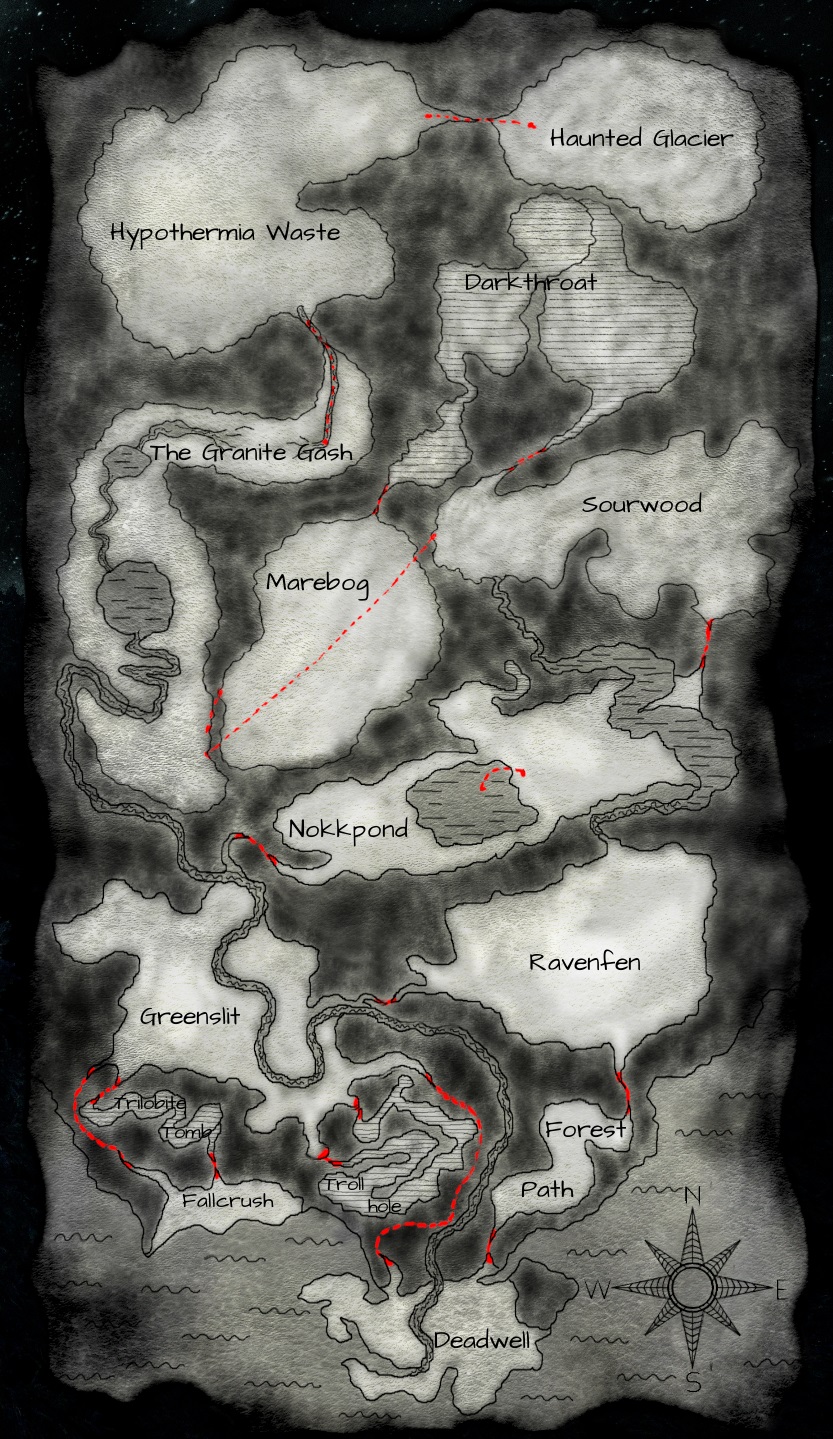 Haunted Glacier
Hypothermia Waste
Darkthroat
The Granite Gash
Sourwood
Marebog
Nokkpond
Ravenfen
Greenslit
Trilobite
Tomb
Forest
Troll
hole
Path
Fallcrush
N
W
E
S
Deadwell